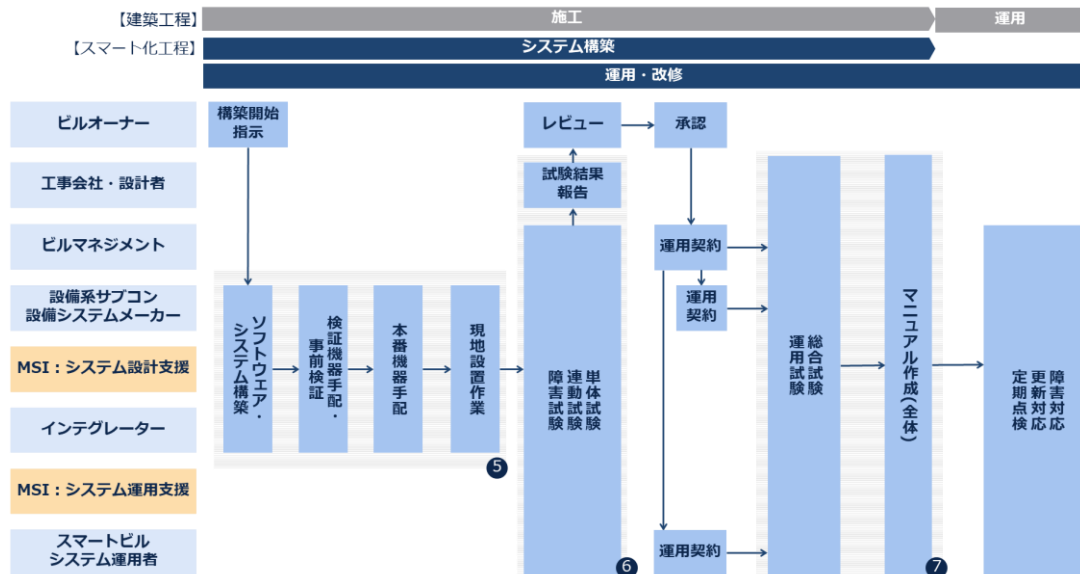 【建築工程】
施工
運用
【スマート化工程】
システム構築
運用・改修
ビルオーナー
構築開始
指示
レビュー
承認
工事会社・設計者
試験結果
報告
ビルマネジメント
運用契約
設備系サブコン
設備システムメーカー
運用
契約
MSI：システム設計支援
インテグレーター
MSI：システム運用支援
スマートビル
システム運用者
運用契約
ソフトウェア・
システム構築
検証機器手配・
事前検証
本番機器手配
現地設置作業
5
単体試験
連動試験
障害試験
6
総合試験
運用試験
マニュアル作成(全体)
7
障害対応
更新対応
定期点検